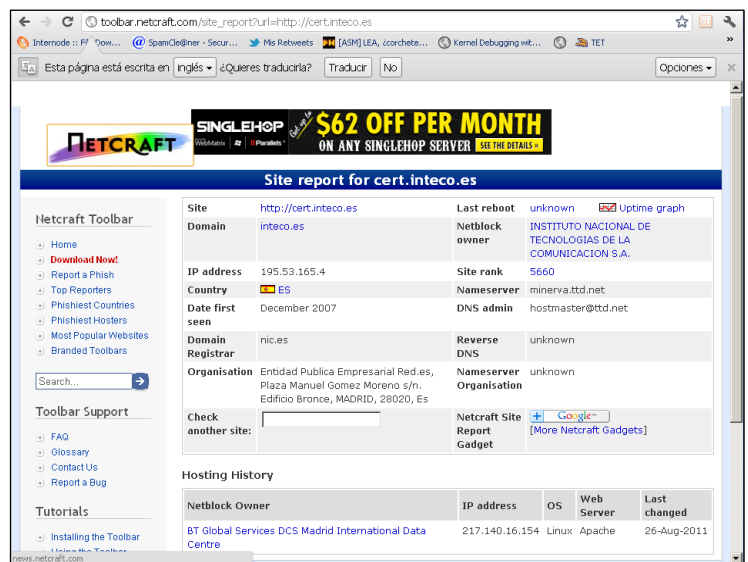 toolbar.netcraft.com/site_report?url=http://cert.inteco.es
Internode :: F Dow... SpamCle@ner - Secur... Mis Retweets [ASM] LEA, ¿corchete... Kernel Debugging wit... TET »
Esta página está escrita en inglés ¿Quieres traducirla? Traducir No Opciones
NETCRAFT
SINGLEHOP
WebMatrix Parallels
Get up to $62 OFF PER MONTH
ON ANY SINGLEHOP SERVER SEE THE DETAILS »
Site report for cert.inteco.es
Netcraft Toolbar
Home
Download Now!
Report a Phish
Top Reporters
Phishiest Countries
Phishiest Hosters
Most Popular Websites
Branded Toolbars
Search...
Toolbar Support
FAQ
Glossary
Contact Us
Report a Bug
Tutorials
Installing the Toolbar
Using the Toolbar
Site http://cert.inteco.es Last reboot unknown Uptime graph
Domain inteco.es Netblock owner INSTITUTO NACIONAL DE
TECNOLOGIAS DE LA
COMUNICACION S.A.
IP address 195.53.165.4 Site rank 5660
Country ES Nameserver minerva.ttd.net
Date first seen December 2007 DNS admin hostmaster@ttd.net
Domain Registrar nic.es Reverse DNS unknown
Organisation Entidad Publica Empresarial Red.es, Nameserver Organisation unknown
Plaza Manuel Gomez Moreno s/n.
Edificio Bronce, MADRID, 28020, Es
Check another site: Netcraft Site Report Gadget + Google™
[More Netcraft Gadgets]
Hosting History
Netblock Owner IP address OS Web Server Last changed
BT Global Services DCS Madrid International Data 217.140.16.154 Linux Apache 26-Aug-2011
Centre
news.netcraft.com